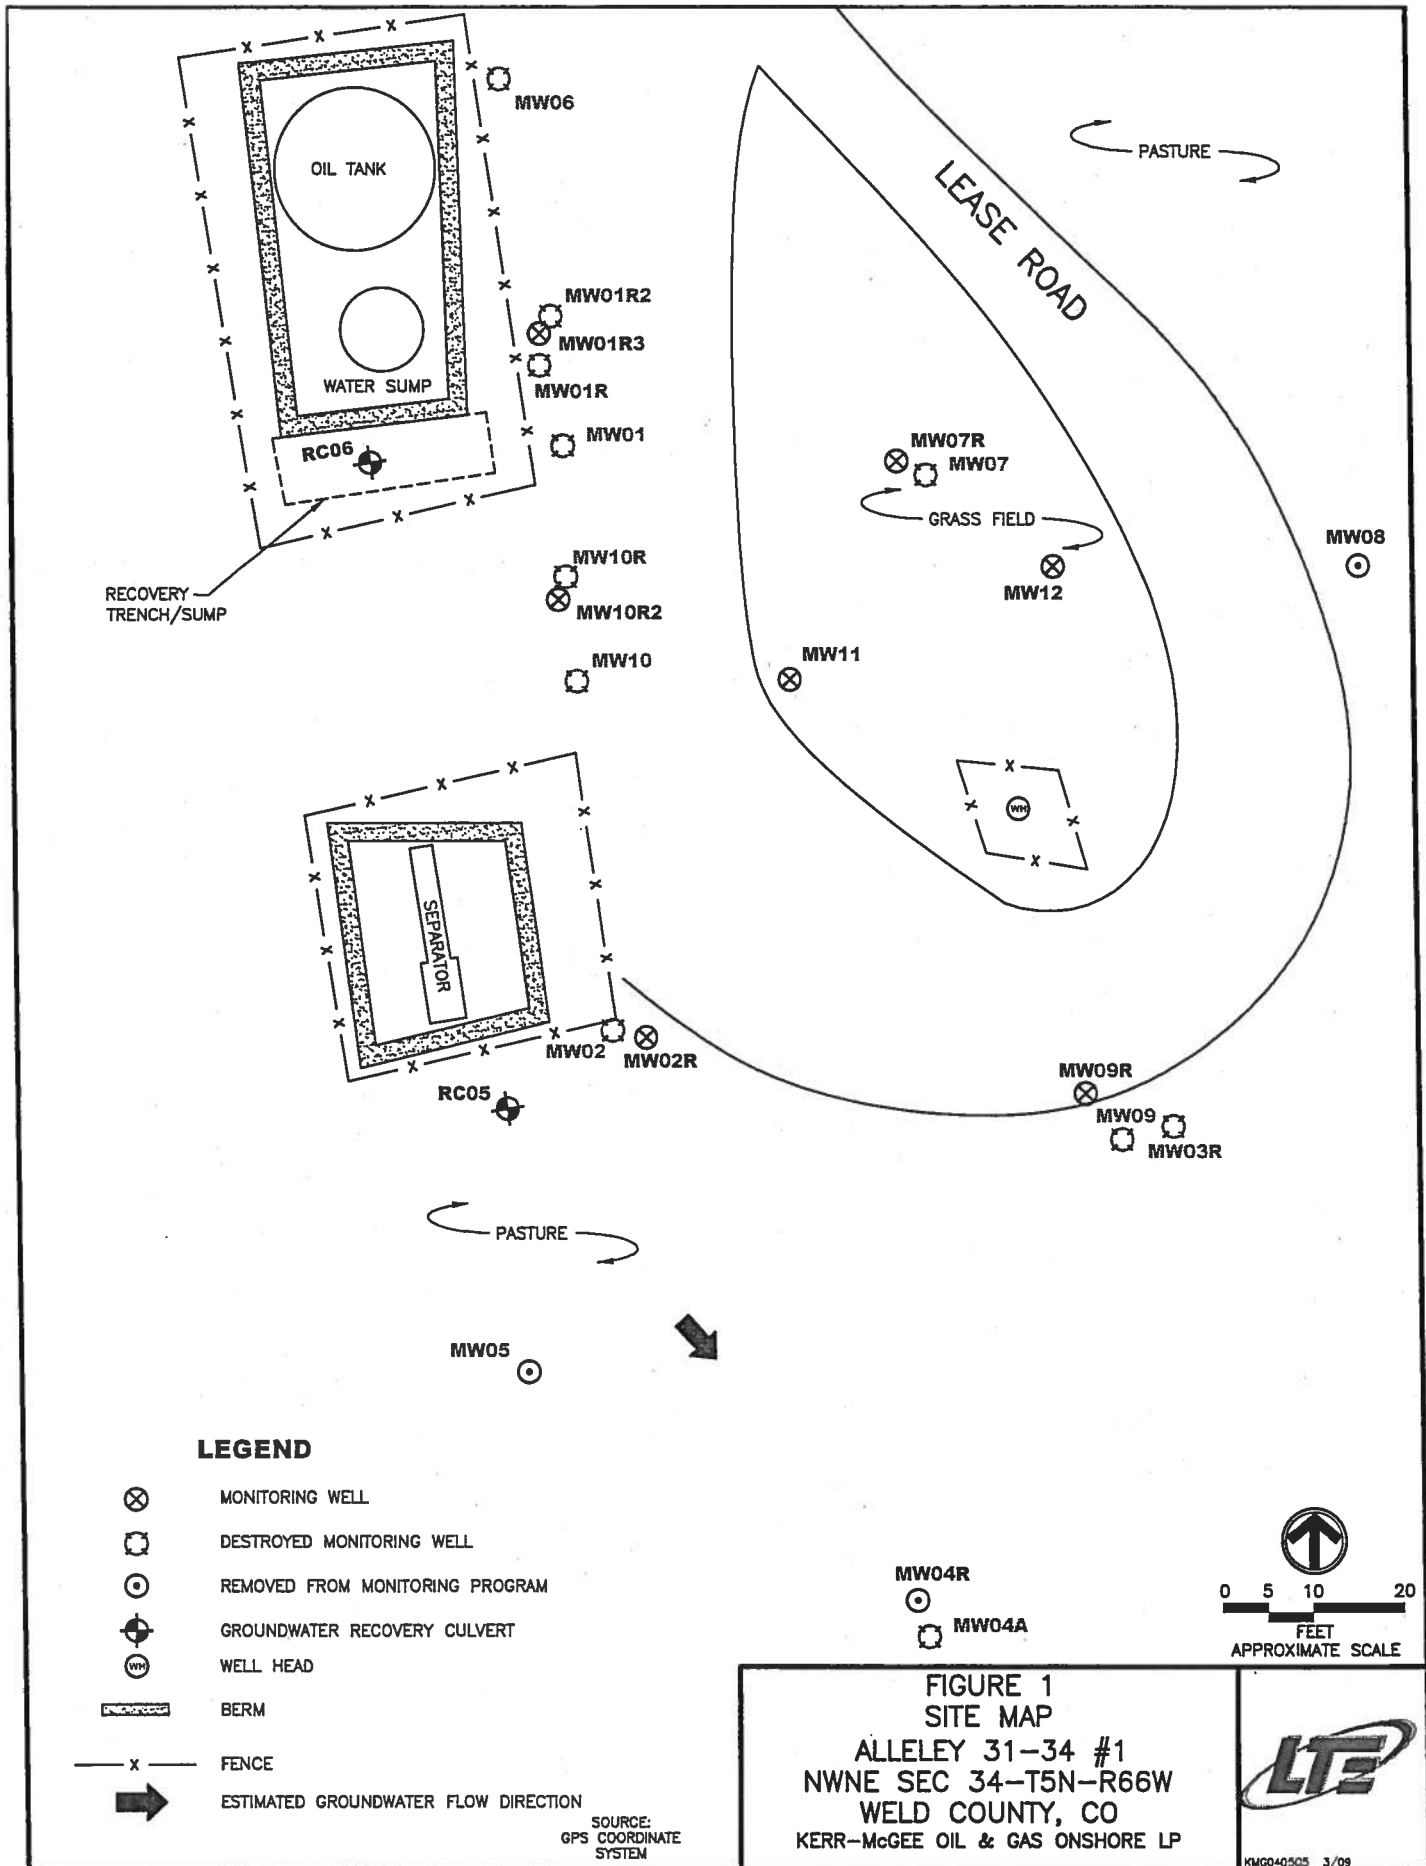 MW06
OIL TANK
PASTURE
LEASE ROAD
MW01R2
MW01R3
WATER SUMP
MW01R
MW01
RC06
MW07R
MW07
GRASS FIELD
MW08
MW10R
MW12
RECOVERY
TRENCH/SUMP
MW10R2
MW10
MW11
WH
SEPARATOR
MW02
MW02R
RC05
MW09R
MW09
MW03R
PASTURE
MW05
LEGEND
MONITORING WELL
DESTROYED MONITORING WELL
REMOVED FROM MONITORING PROGRAM
GROUNDWATER RECOVERY CULVERT
WH WELL HEAD
BERM
X FENCE
ESTIMATED GROUNDWATER FLOW DIRECTION
SOURCE:
GPS COORDINATE
SYSTEM
MW04R
MW04A
0 5 10 20
FEET
APPROXIMATE SCALE
FIGURE 1
SITE MAP
ALLELEY 31-34 #1
NWNE SEC 34-T5N-R66W
WELD COUNTY, CO
KERR-McGEE OIL & GAS ONSHORE LP
LTE
KMG040505 3/09